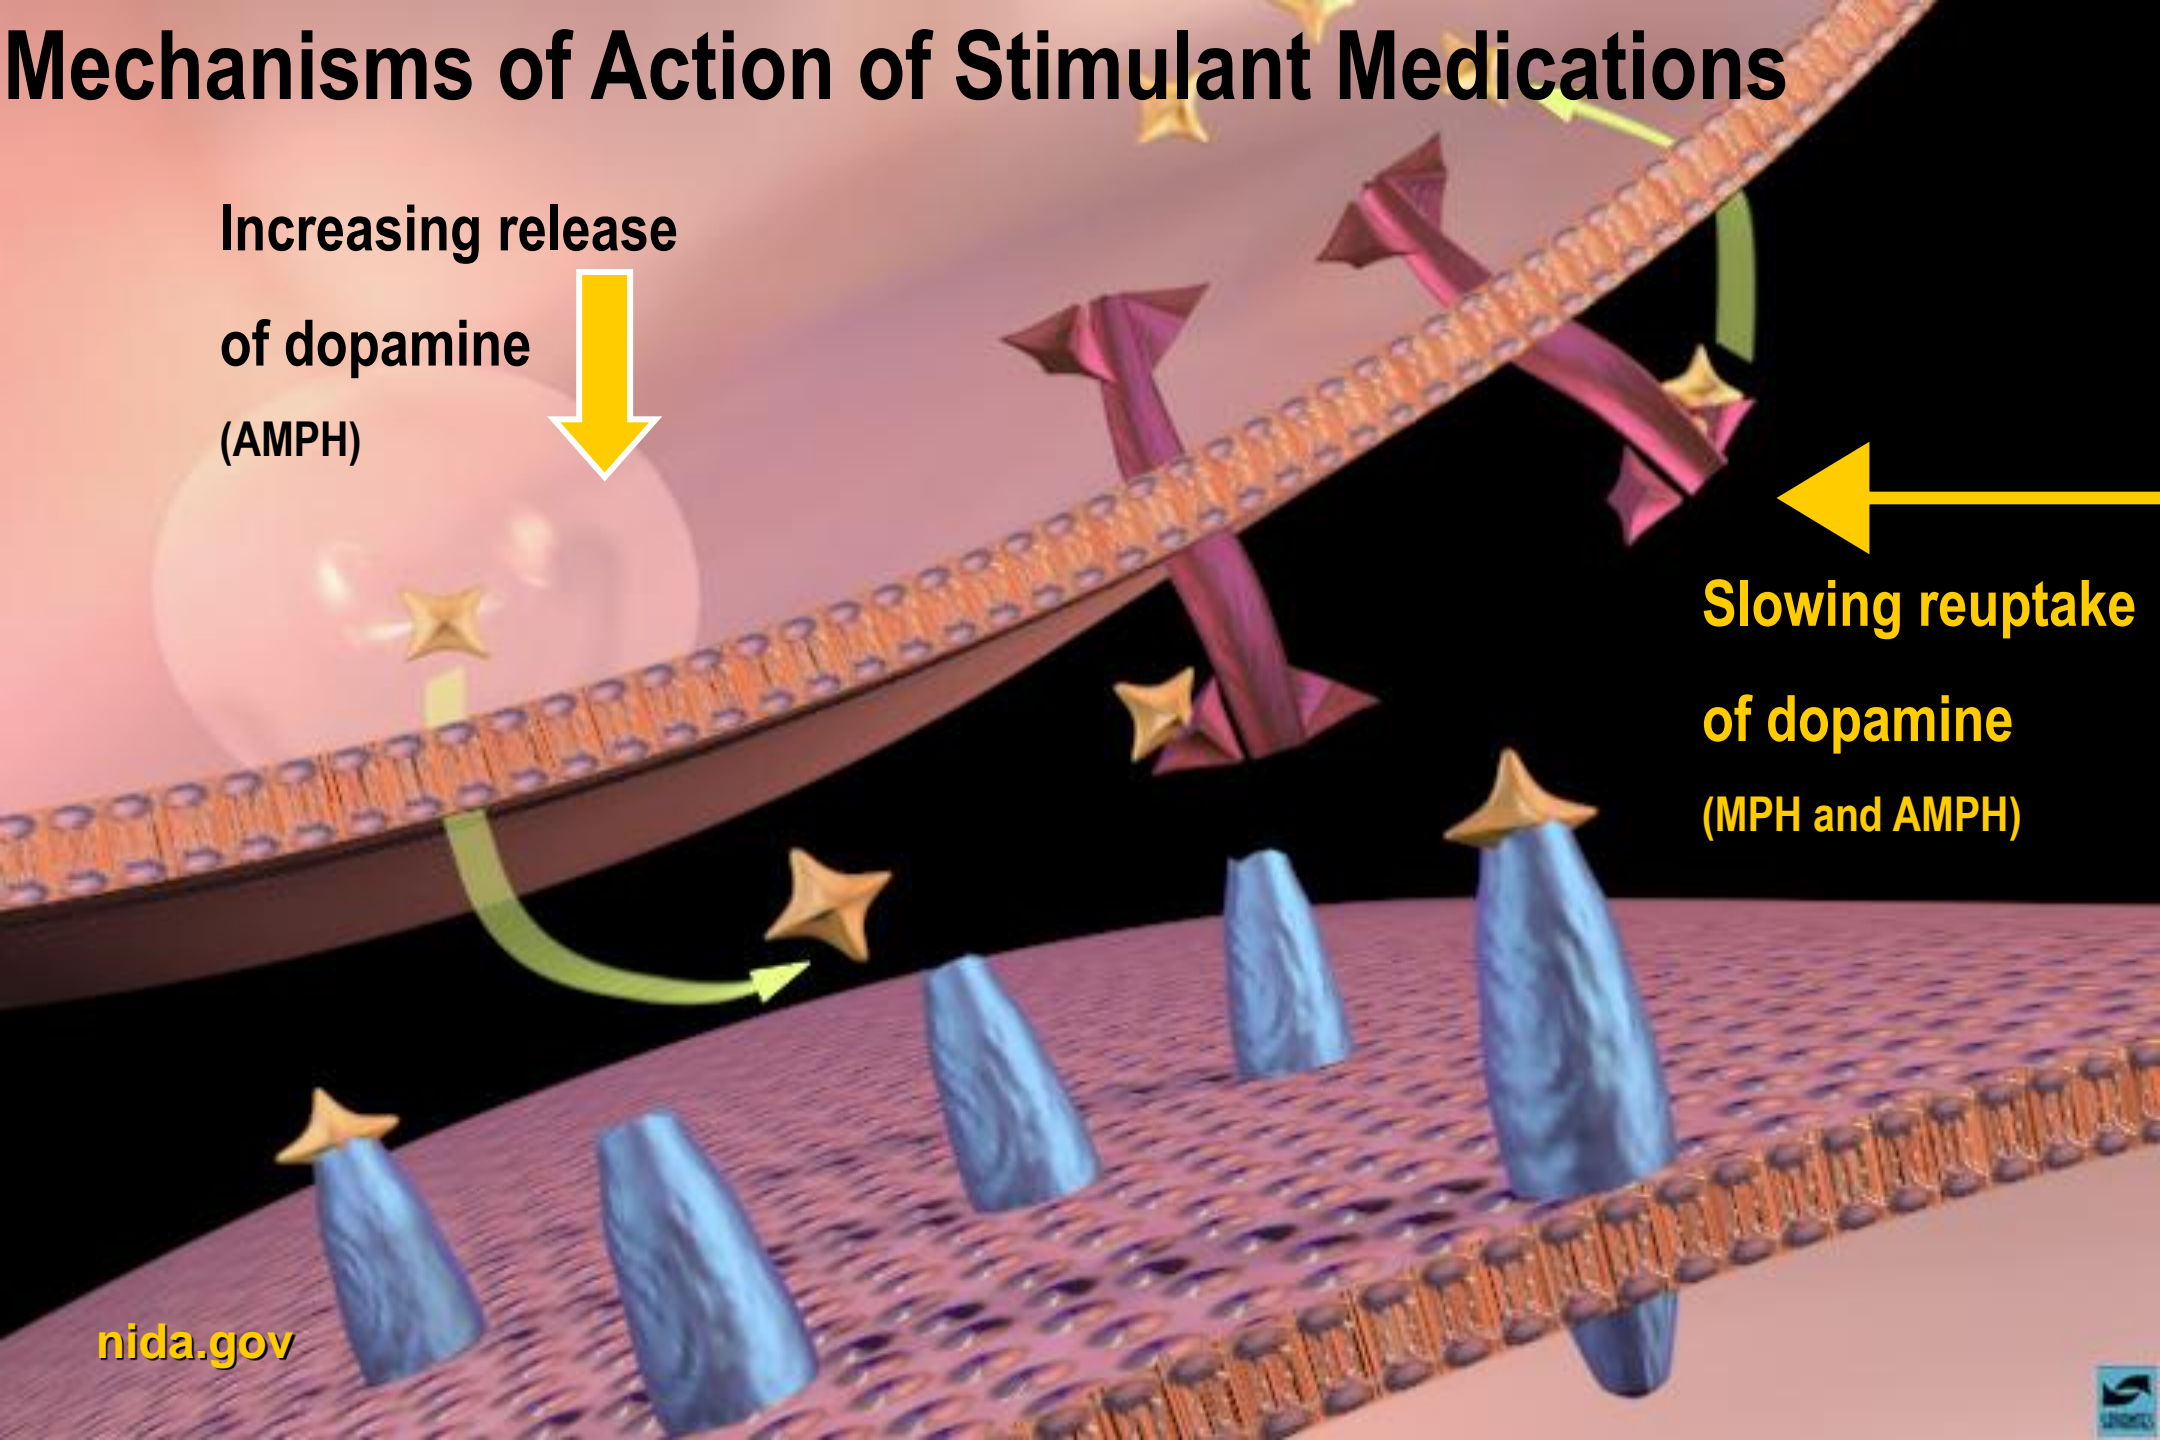 Mechanisms of Action of Stimulant Medications
Increasing release
of dopamine
(AMPH)
Slowing reuptake
of dopamine
(MPH and AMPH)
nida.gov